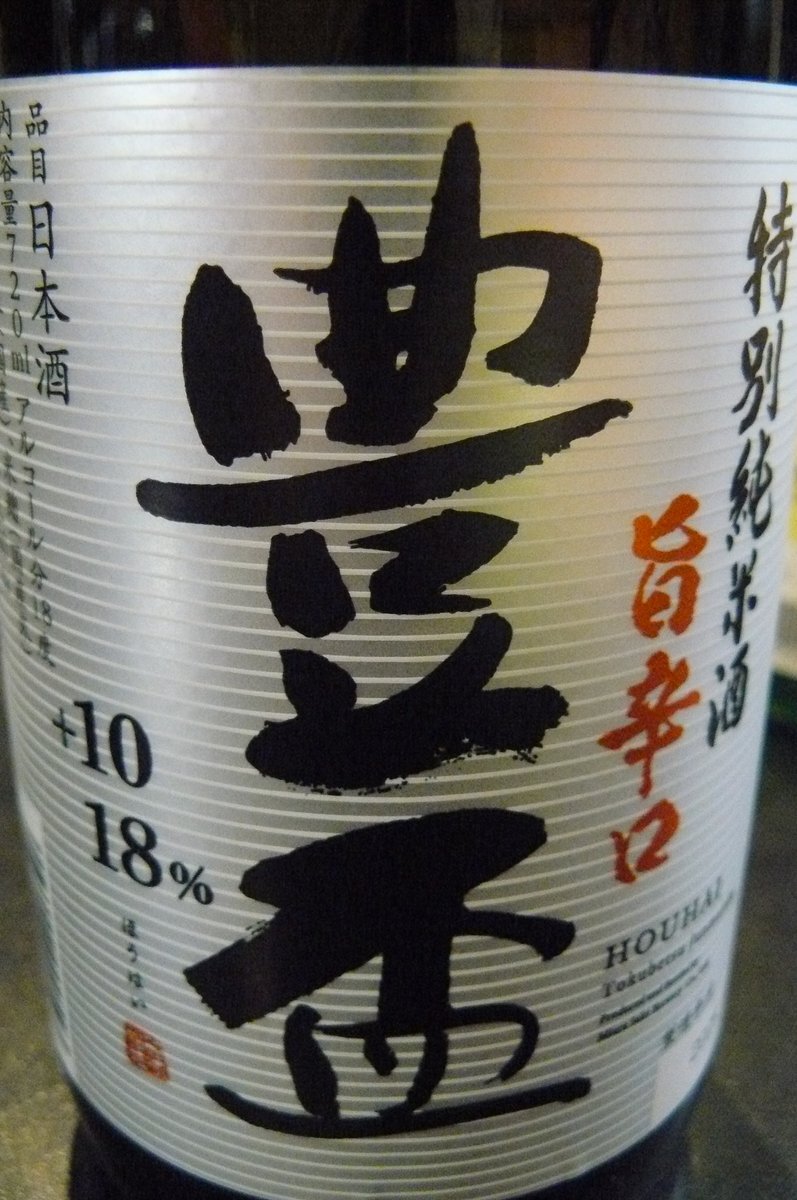 特別純米酒
旨辛口
豊盃
HOUHAI
Tokubetsu
品目日本酒
内容量720mlアルコール分18度
+10
18%
ほうはい